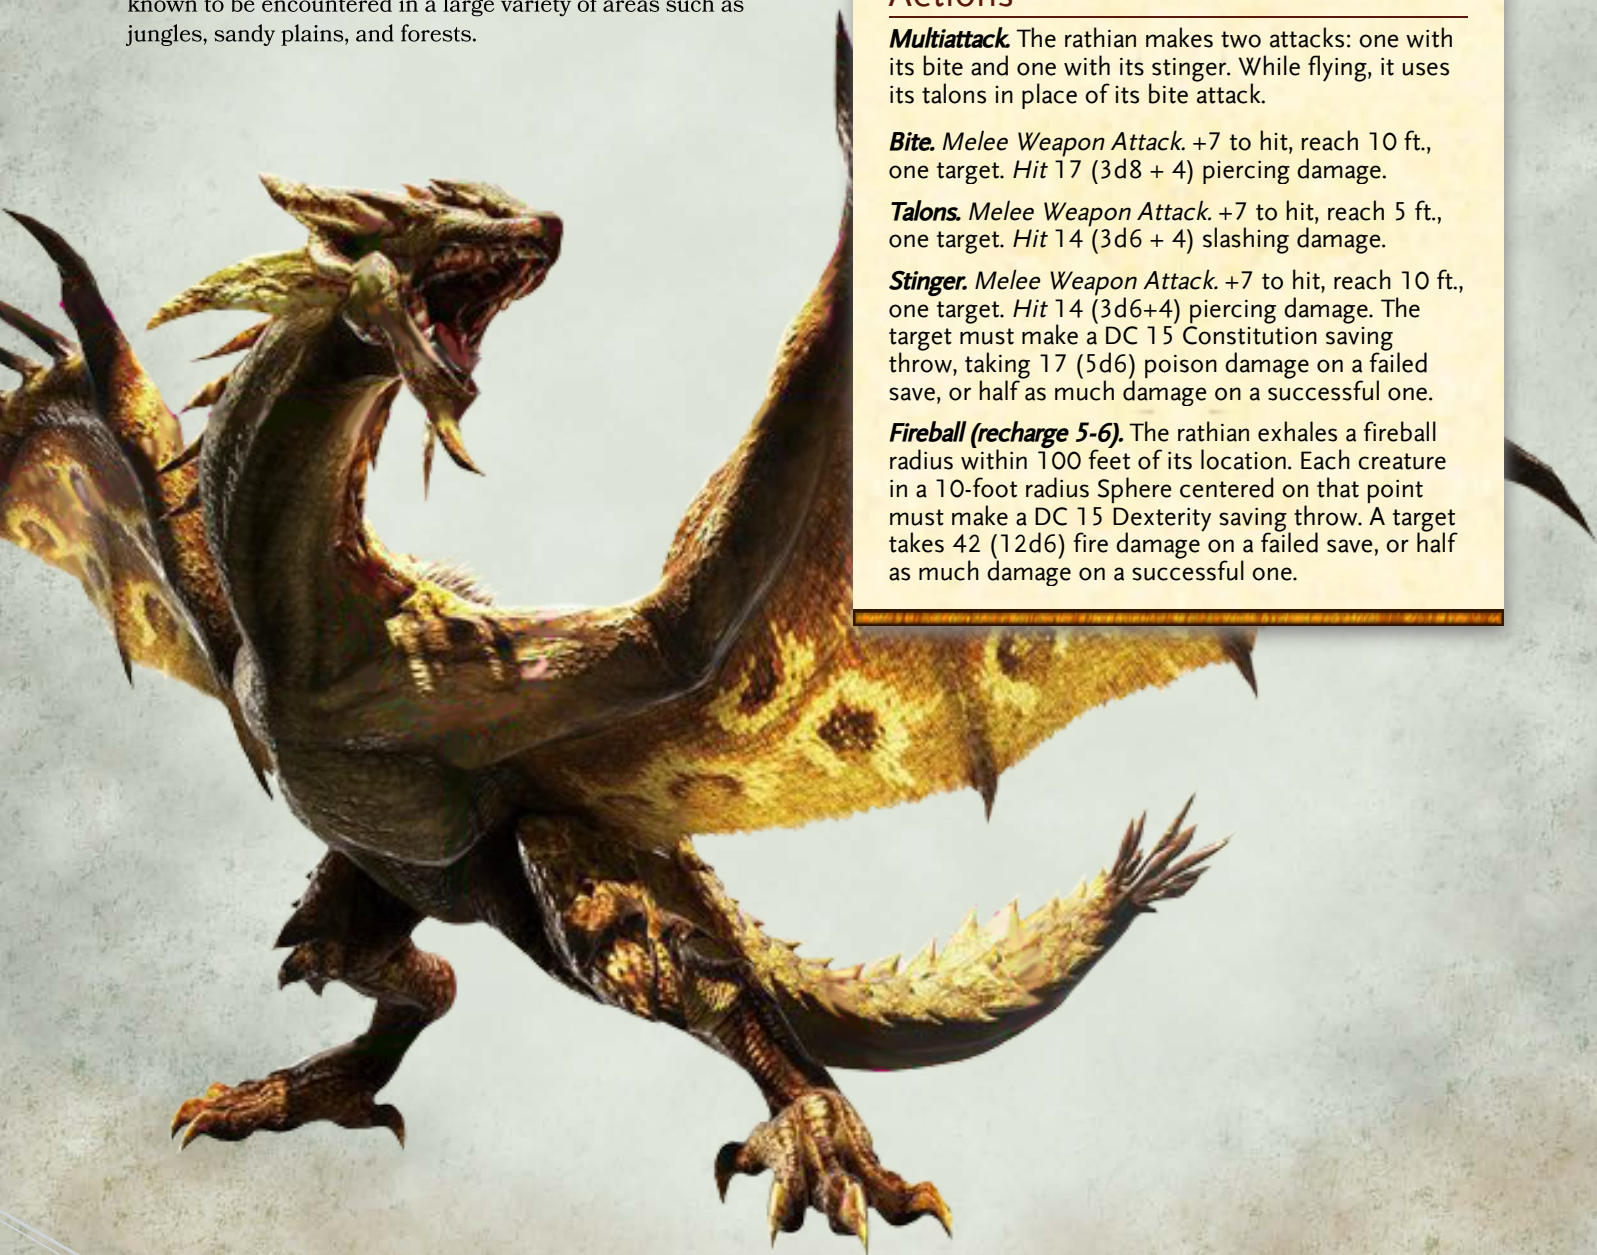 known to be encountered in a large variety of areas such as
jungles, sandy plains, and forests.
Actions
Multiattack. The rathian makes two attacks: one with
its bite and one with its stinger. While flying, it uses
its talons in place of its bite attack.
Bite. Melee Weapon Attack. +7 to hit, reach 10 ft.,
one target. Hit 17 (3d8 + 4) piercing damage.
Talons. Melee Weapon Attack. +7 to hit, reach 5 ft.,
one target. Hit 14 (3d6 + 4) slashing damage.
Stinger. Melee Weapon Attack. +7 to hit, reach 10 ft.,
one target. Hit 14 (3d6+4) piercing damage. The
target must make a DC 15 Constitution saving
throw, taking 17 (5d6) poison damage on a failed
save, or half as much damage on a successful one.
Fireball (recharge 5-6). The rathian exhales a fireball
radius within 100 feet of its location. Each creature
in a 10-foot radius Sphere centered on that point
must make a DC 15 Dexterity saving throw. A target
takes 42 (12d6) fire damage on a failed save, or half
as much damage on a successful one.